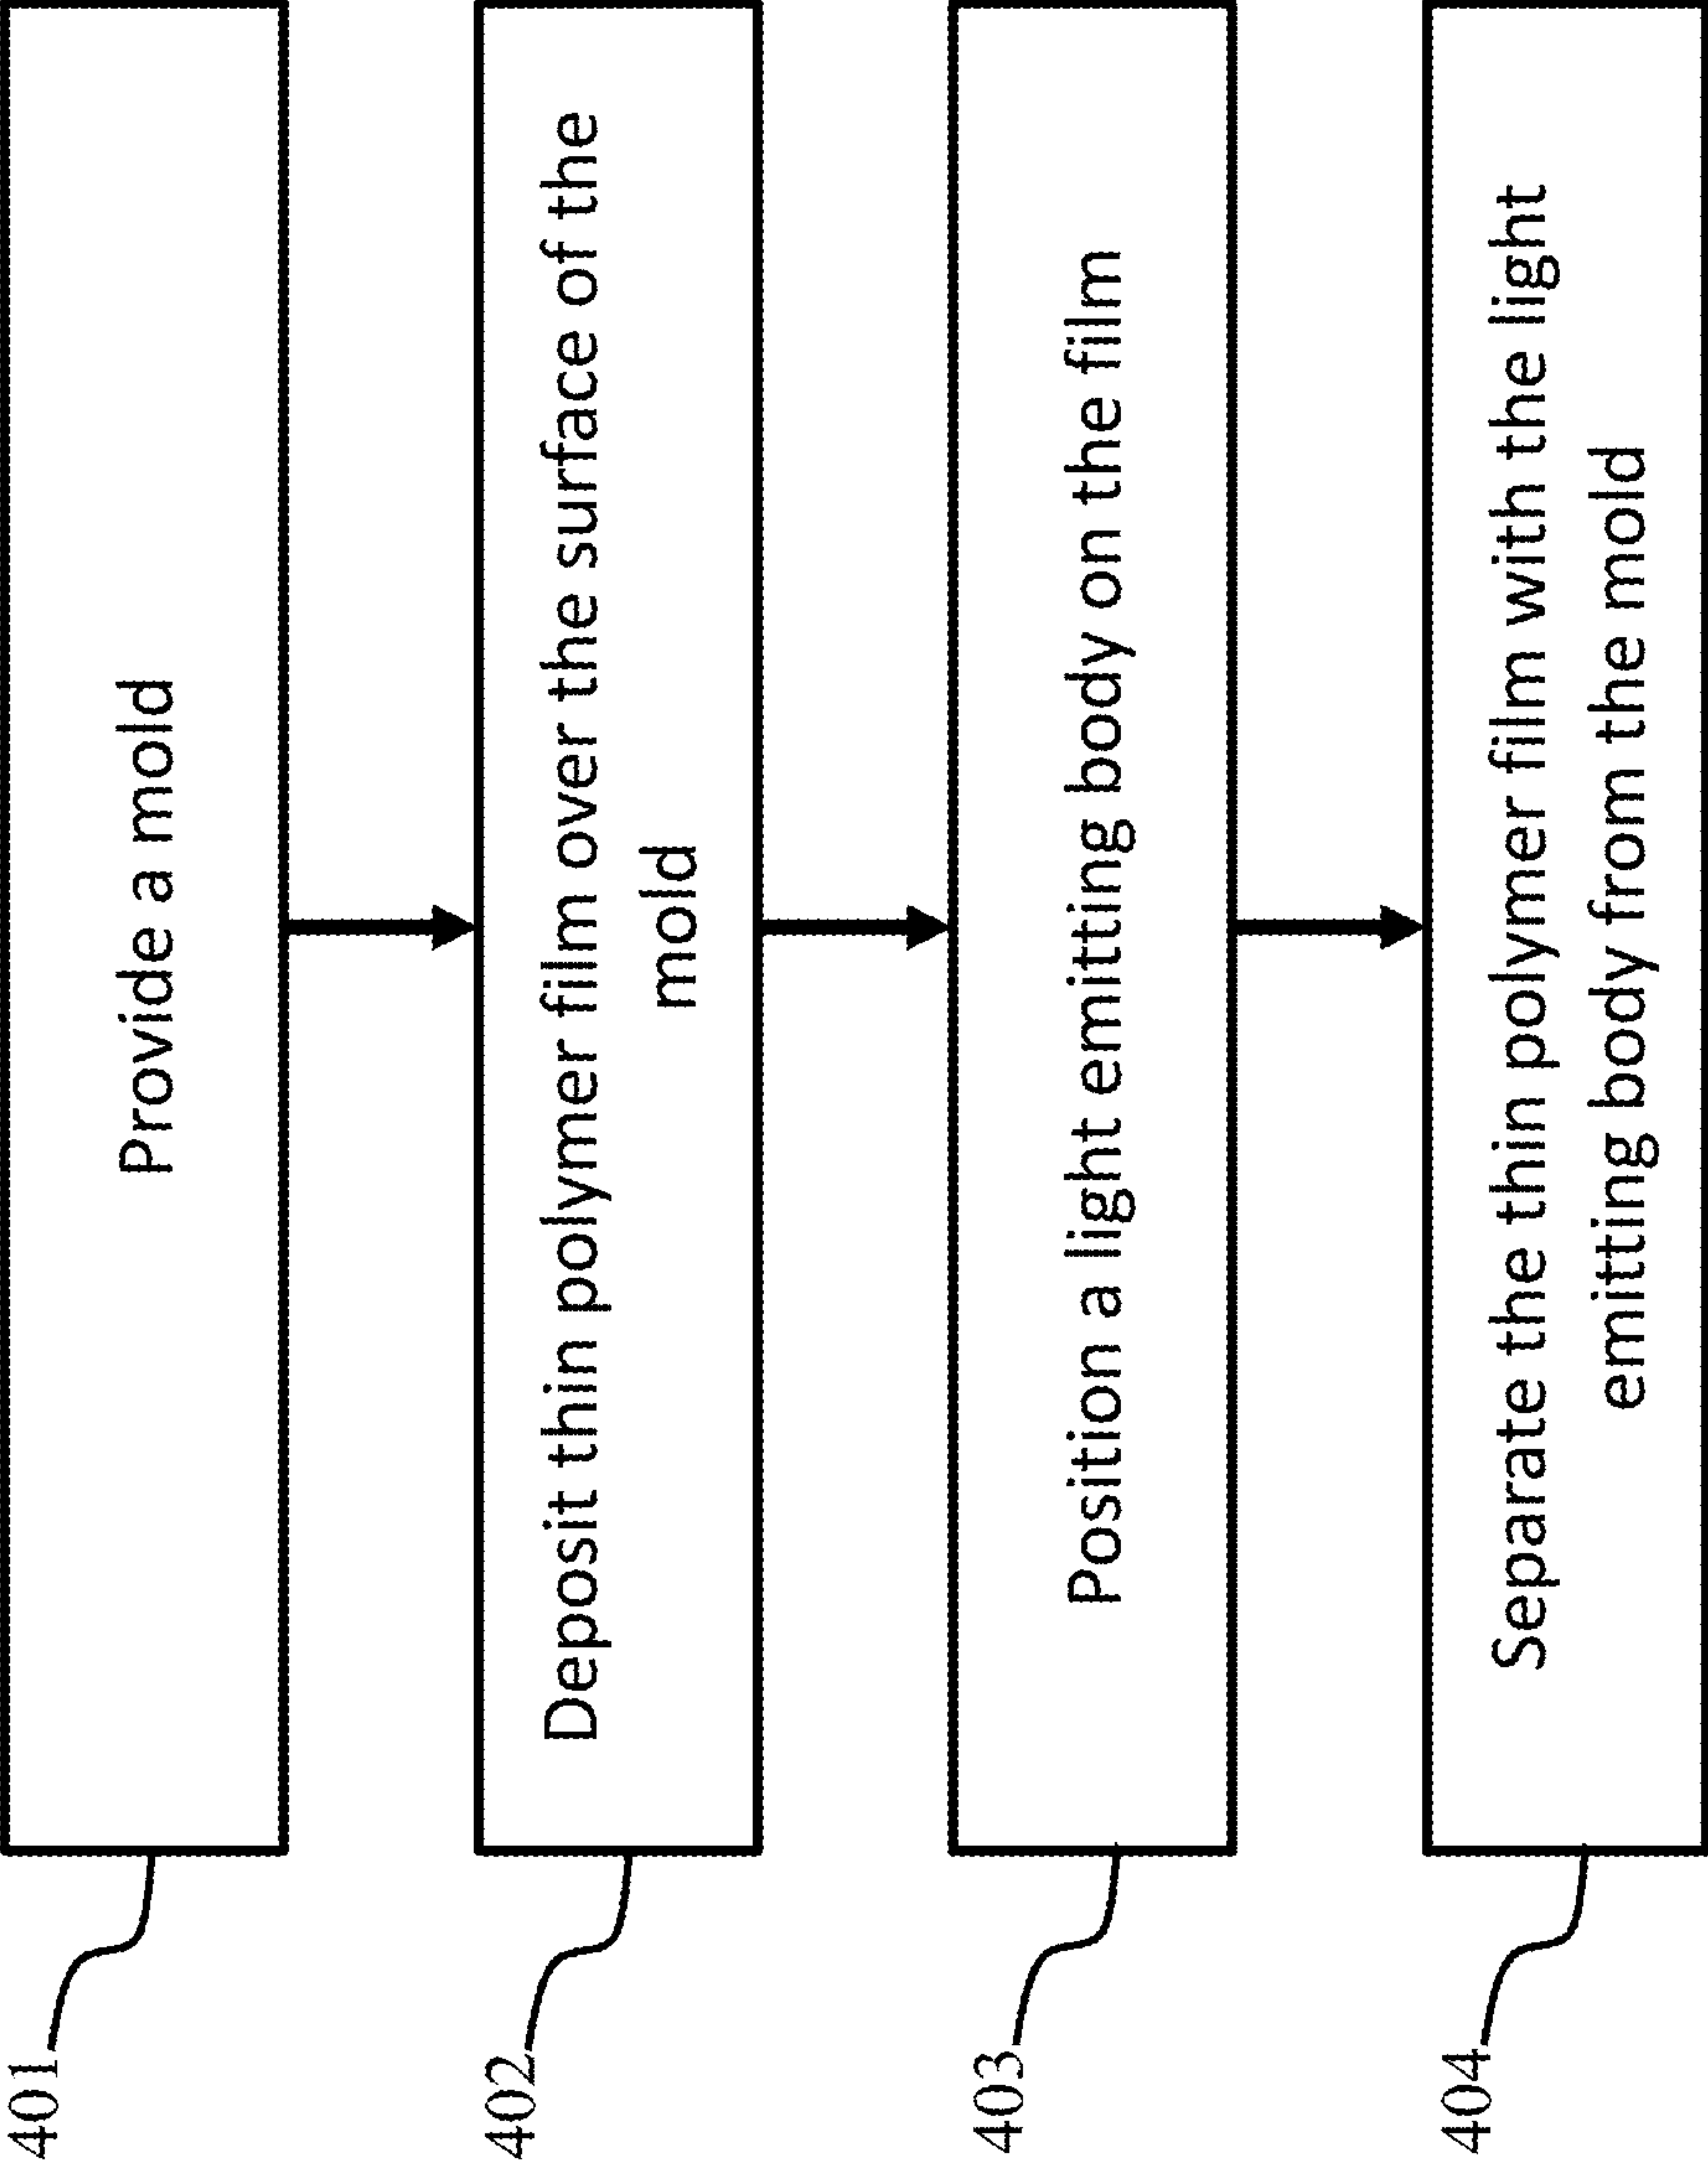 401
Provide a mold
402
Deposit thin polymer film over the surface of the
mold
403
Position a light emitting body on the film
404
Separate the thin polymer film with the light
emitting body from the mold